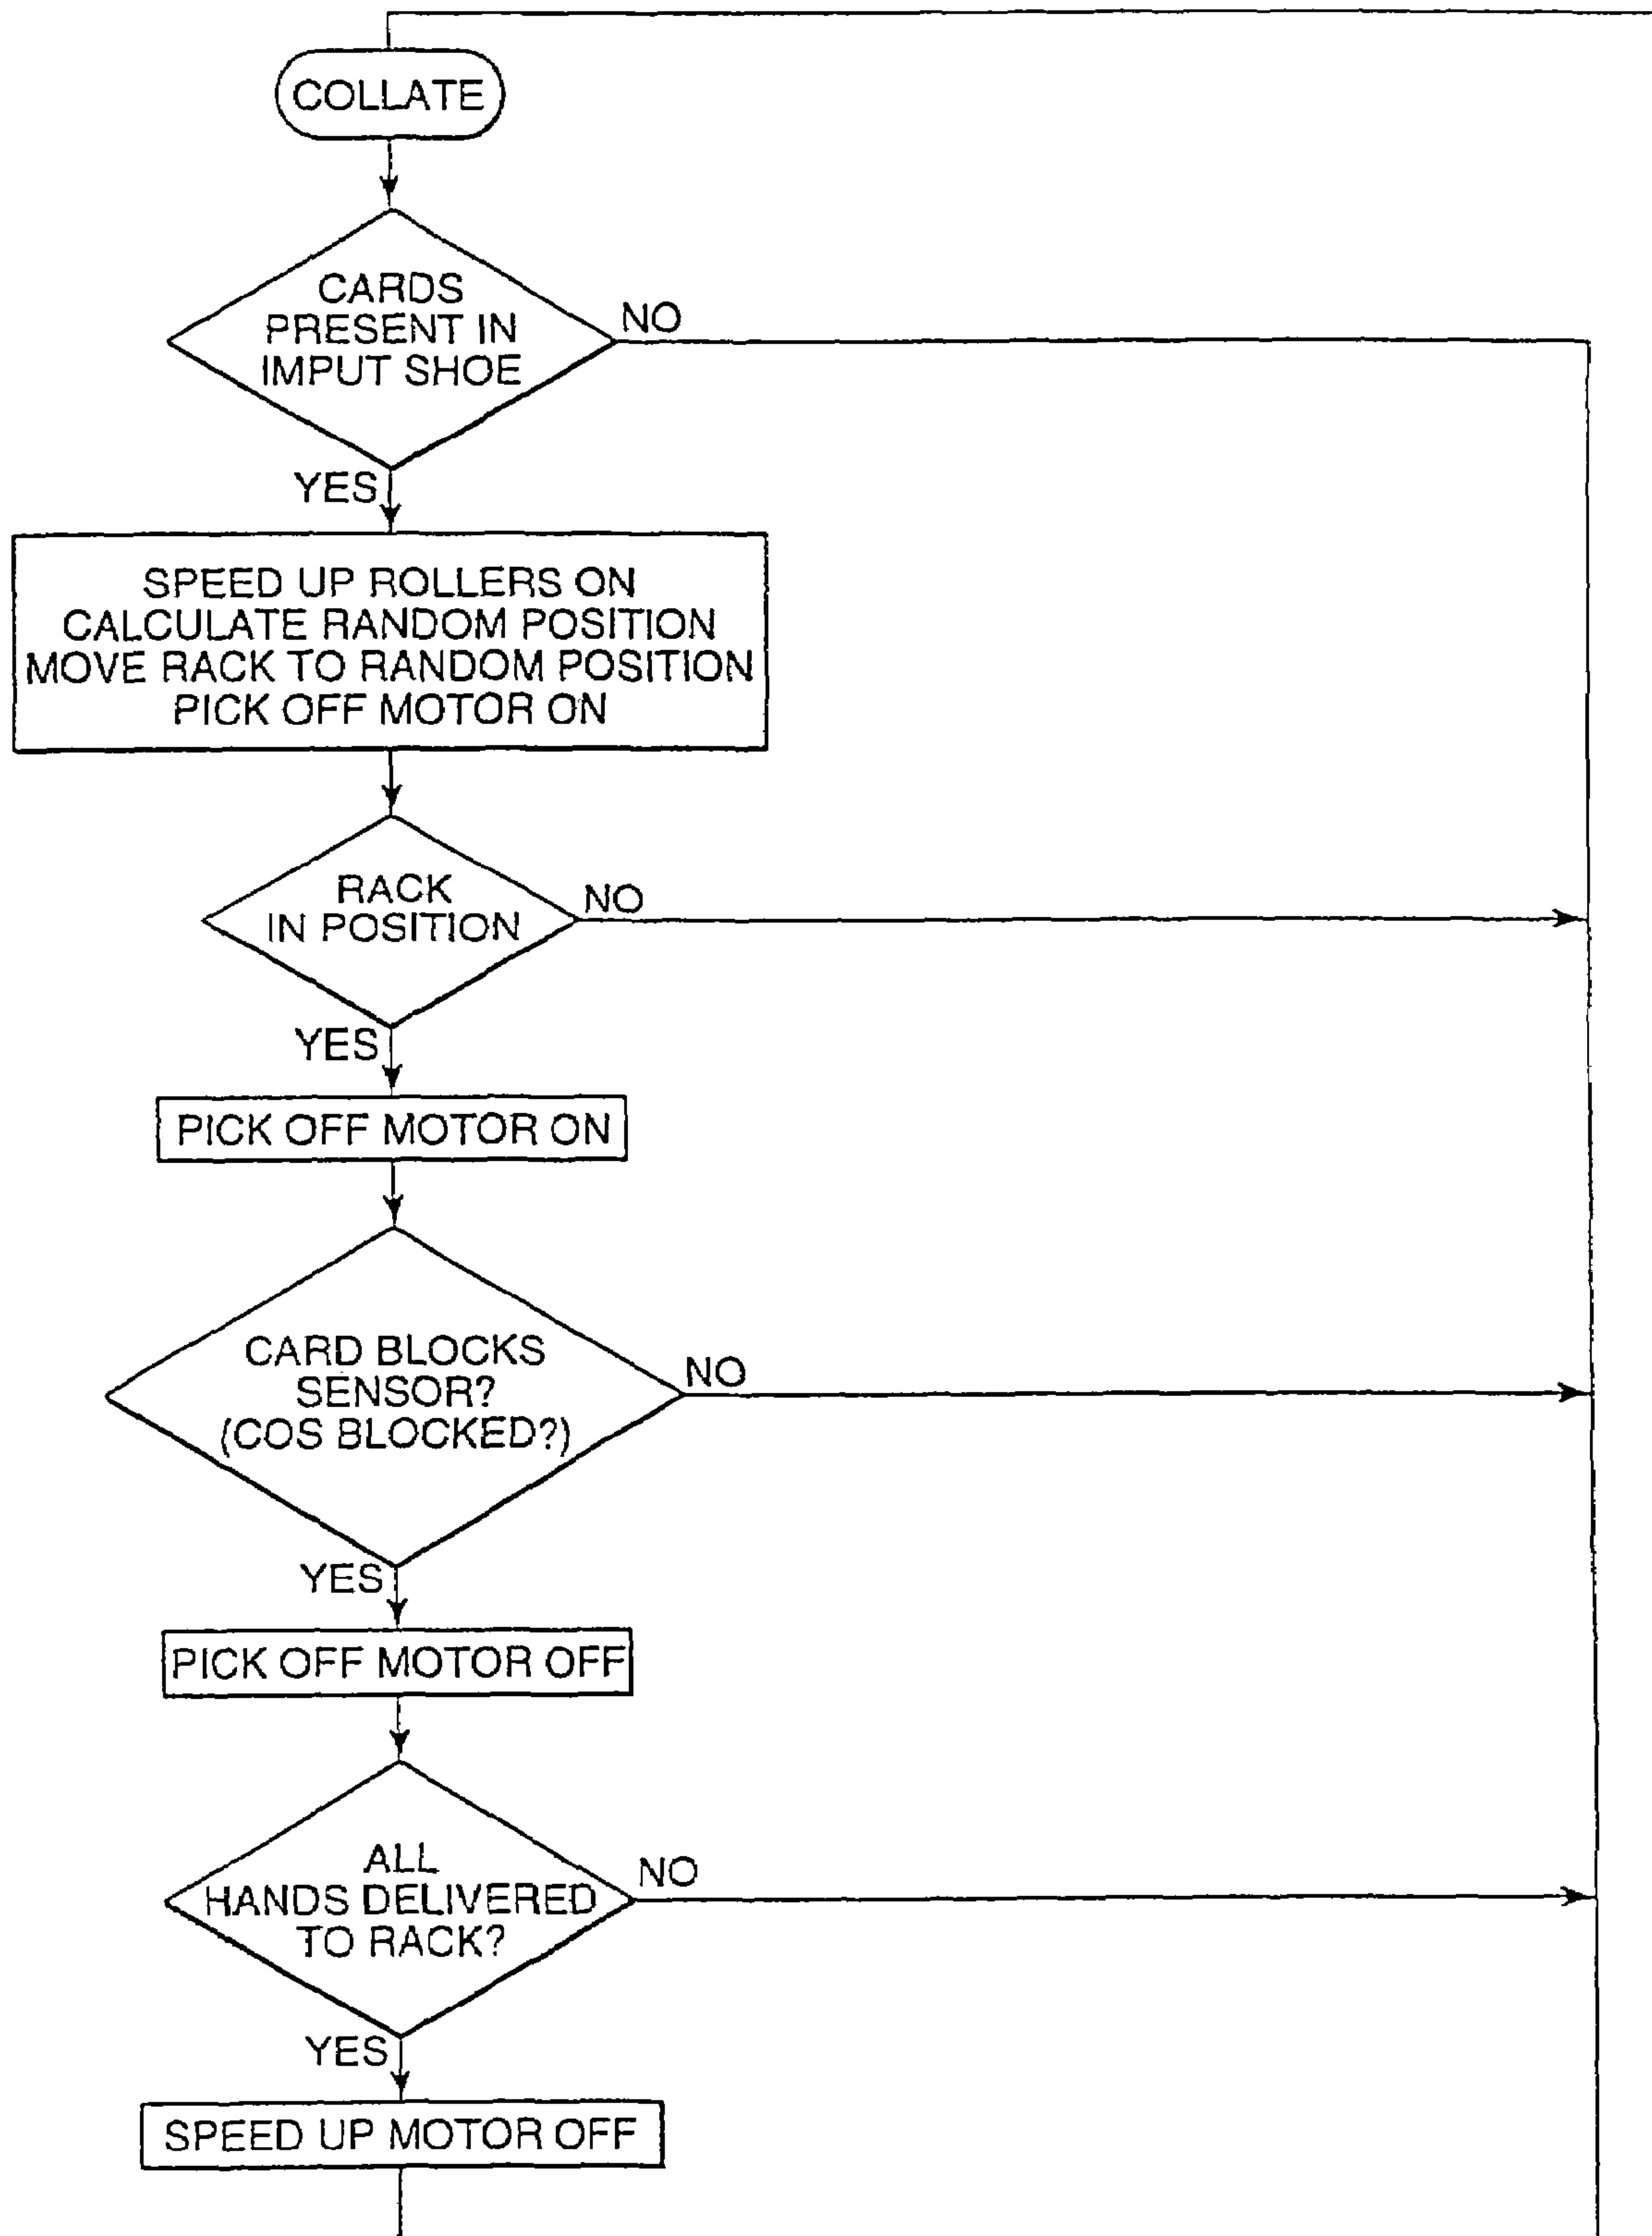 COLLATE
CARDS
PRESENT IN
IMPUT SHOE
NO
YES
SPEED UP ROLLERS ON
CALCULATE RANDOM POSITION
MOVE RACK TO RANDOM POSITION
PICK OFF MOTOR ON
RACK
IN POSITION
NO
YES
PICK OFF MOTOR ON
CARD BLOCKS
SENSOR?
(COS BLOCKED?)
NO
YES
PICK OFF MOTOR OFF
ALL
HANDS DELIVERED
TO RACK?
NO
YES
SPEED UP MOTOR OFF